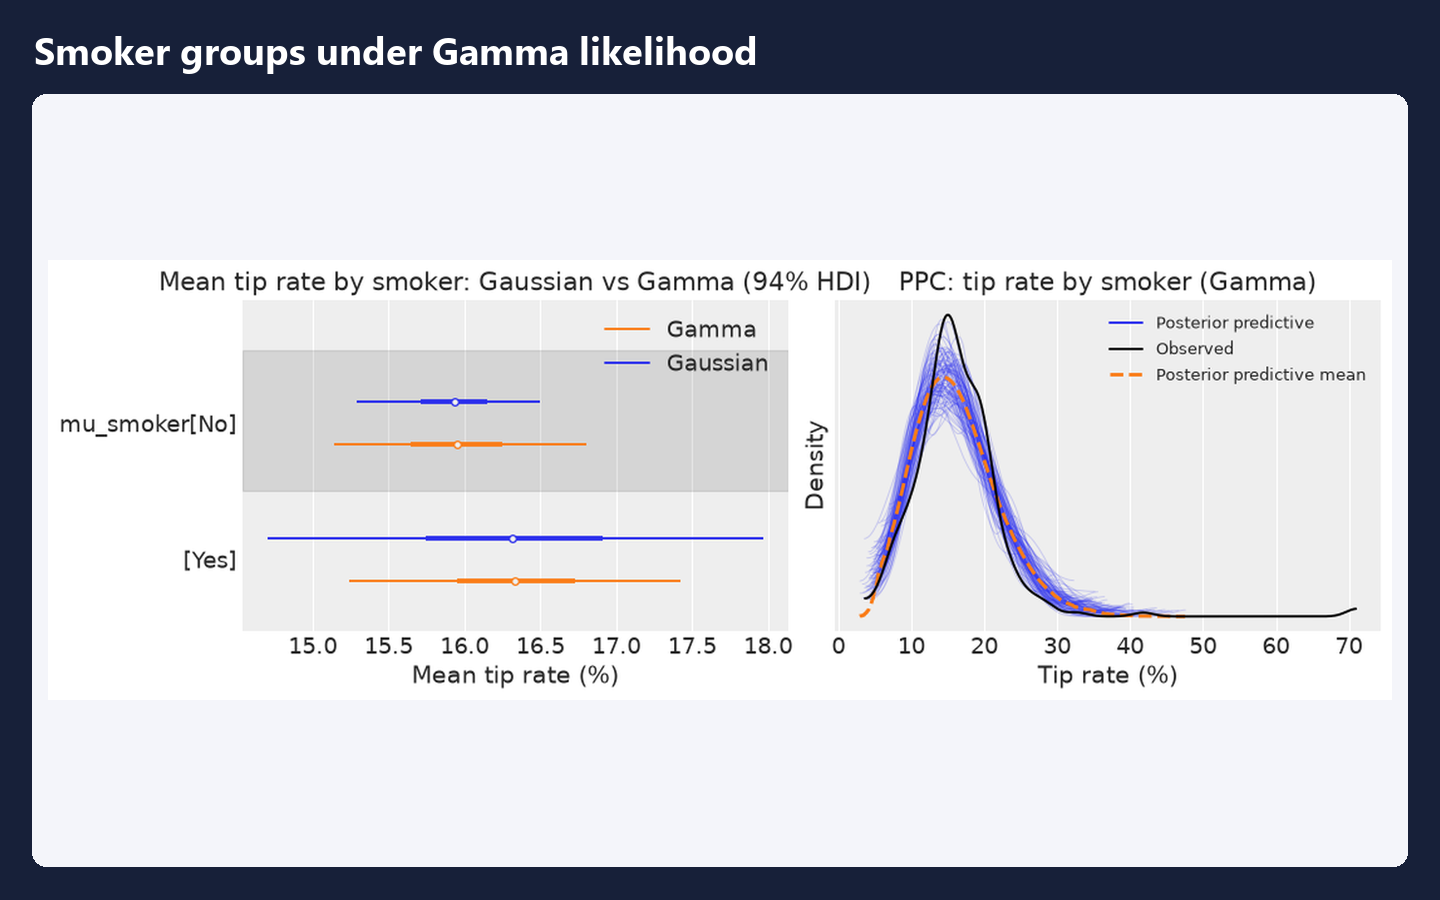 Smoker groups under Gamma likelihood
Mean tip rate by smoker: Gaussian vs Gamma (94% HDI)
Gamma
Gaussian
mu_smoker[No]
[Yes]
15.0 15.5 16.0 16.5 17.0 17.5 18.0
Mean tip rate (%)
PPC: tip rate by smoker (Gamma)
Posterior predictive
Observed
Posterior predictive mean
Density
0 10 20 30 40 50 60 70
Tip rate (%)